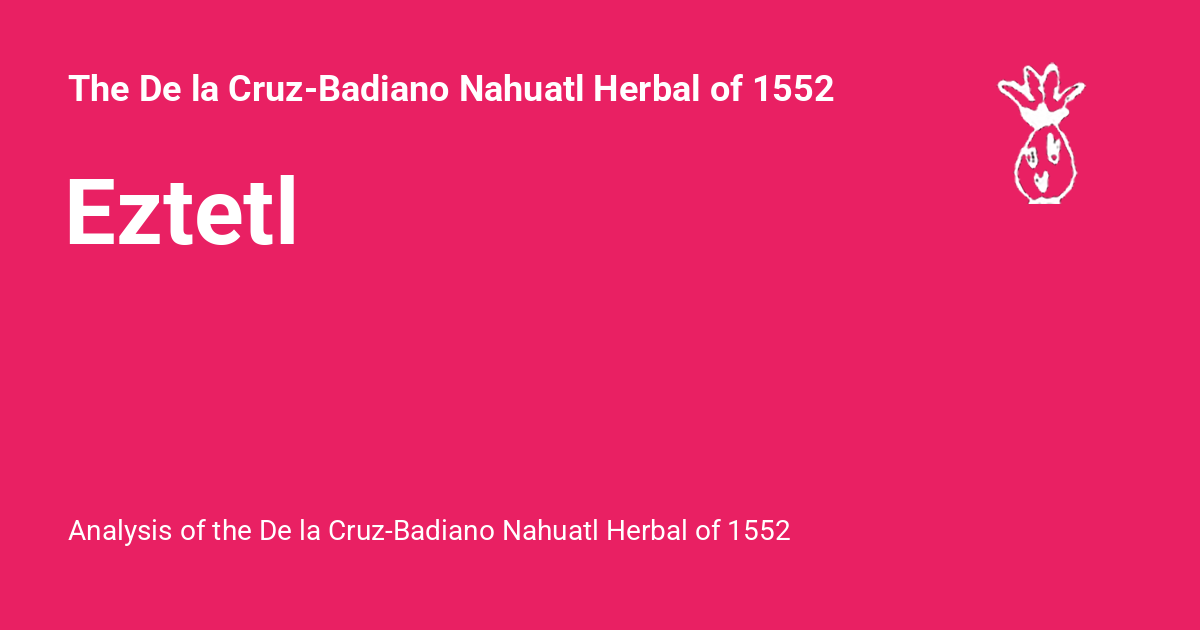 The De la Cruz-Badiano Nahuatl Herbal of 1552
Eztetl
Analysis of the De la Cruz-Badiano Nahuatl Herbal of 1552